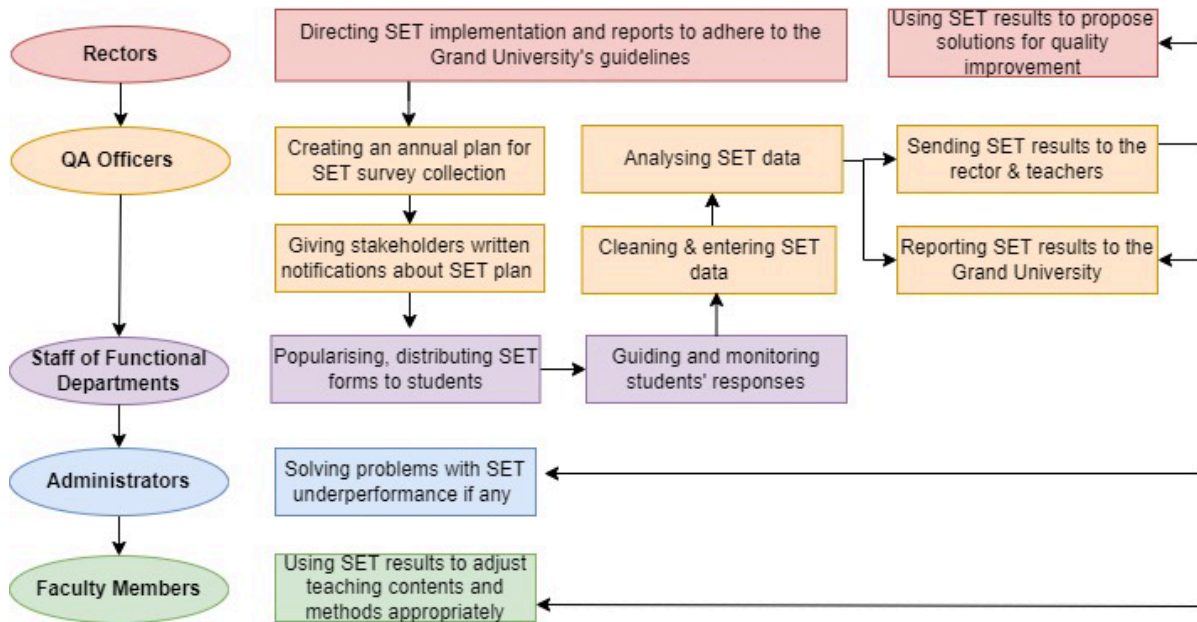 Rectors
Directing SET implementation and reports to adhere to the
Grand University's guidelines
Using SET results to propose
solutions for quality
improvement
QA Officers
Creating an annual plan for
SET survey collection
Analysing SET data
Sending SET results to the
rector & teachers
Giving stakeholders written
notifications about SET plan
Cleaning & entering SET
data
Reporting SET results to the
Grand University
Staff of Functional
Departments
Popularising, distributing SET
forms to students
Guiding and monitoring
students' responses
Administrators
Solving problems with SET
underperformance if any
Faculty Members
Using SET results to adjust
teaching contents and
methods appropriately